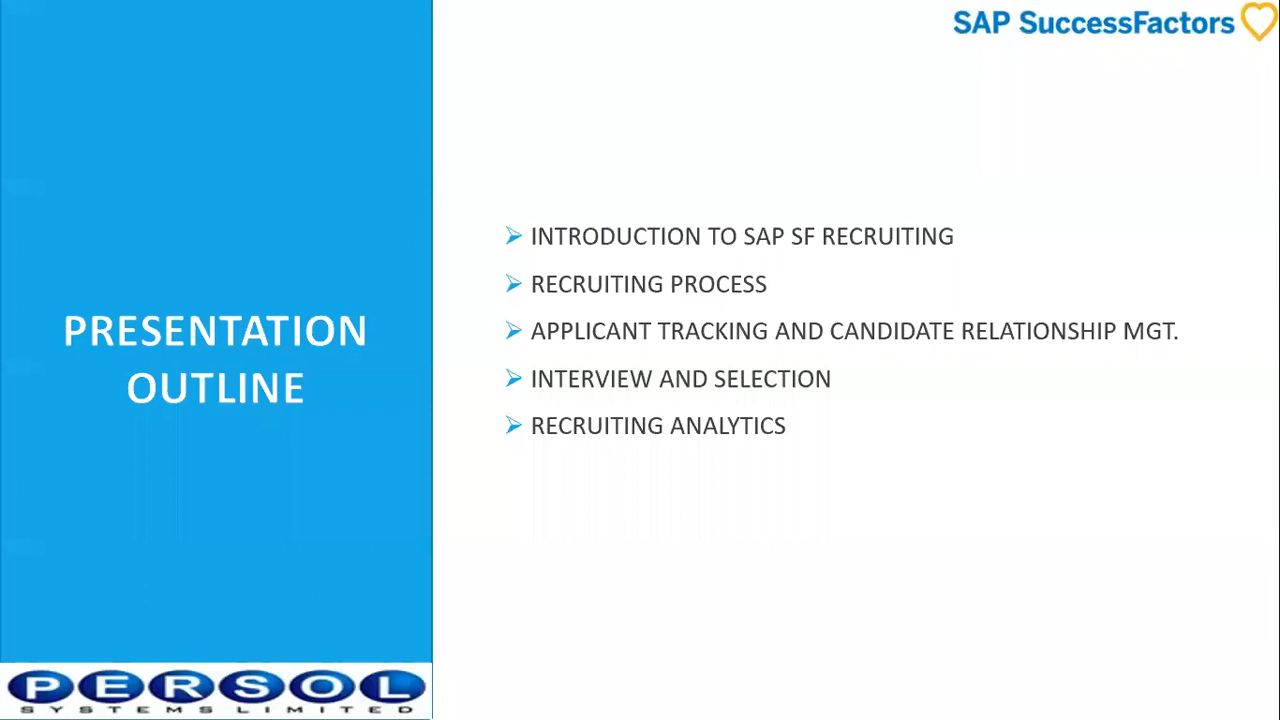 SAP SuccessFactors
PRESENTATION
OUTLINE
INTRODUCTION TO SAP SF RECRUITING
RECRUITING PROCESS
APPLICANT TRACKING AND CANDIDATE RELATIONSHIP MGT.
INTERVIEW AND SELECTION
RECRUITING ANALYTICS
PERSOL
SYSTEMS LIMITED